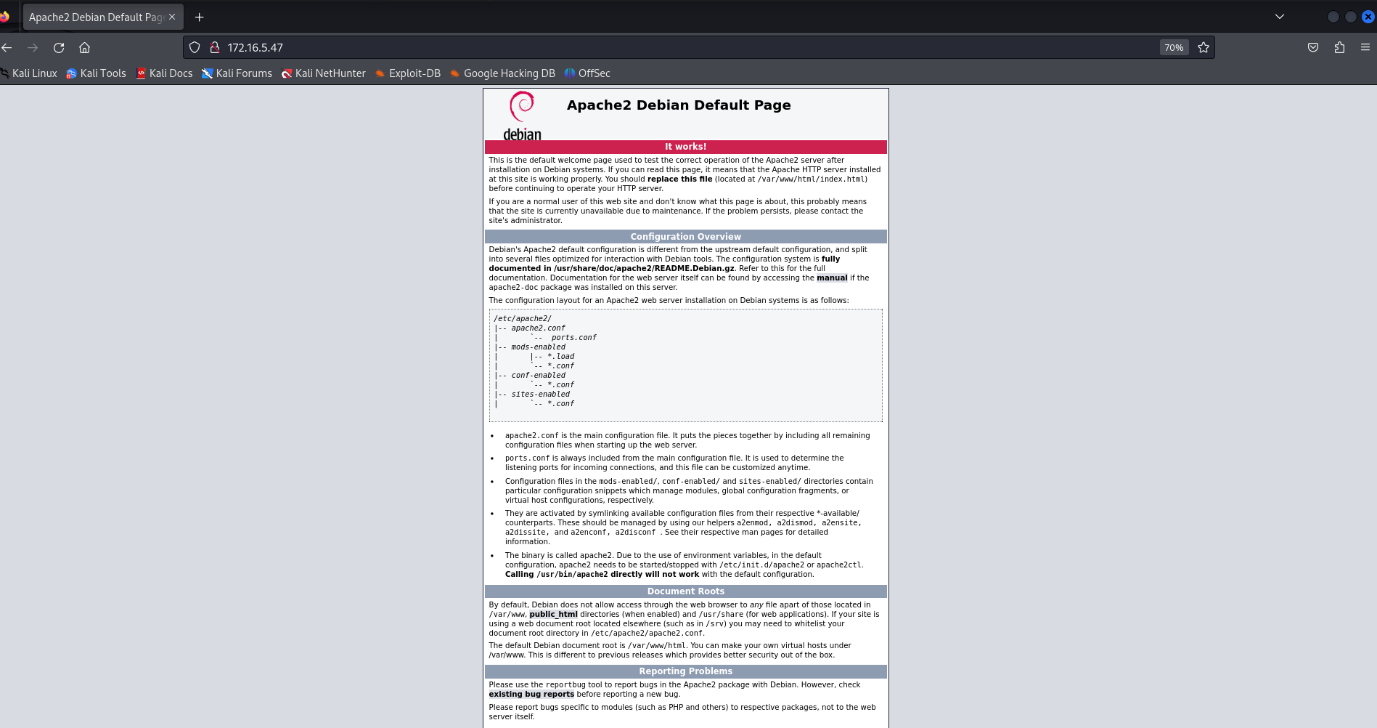 Apache2 Debian Default Pag
172.16.5.47
70%
Kali Linux Kali Tools Kali Docs Kali Forums Kali NetHunter Exploit-DB Google Hacking DB OffSec
debian
Apache2 Debian Default Page
It works!
This is the default welcome page used to test the correct operation of the Apache2 server after
installation on Debian systems. If you can read this page, it means that the Apache HTTP server installed
at this site is working properly. You should replace this file (located at /var/www/html/index.html)
before continuing to operate your HTTP server.
If you are a normal user of this web site and don't know what this page is about, this probably means
that the site is currently unavailable due to maintenance. If the problem persists, please contact the
site's administrator.
Configuration Overview
Debian's Apache2 default configuration is different from the upstream default configuration, and split
into several files optimized for interaction with Debian tools. The configuration system is fully
documented in /usr/share/doc/apache2/README.Debian.gz. Refer to this for the full
documentation. Documentation for the web server itself can be found by accessing the manual if the
apache2-doc package was installed on this server.
The configuration layout for an Apache2 web server installation on Debian systems is as follows:
/etc/apache2/
|-- apache2.conf
|       `--  ports.conf
|-- mods-enabled
|       |-- *.load
|       `-- *.conf
|-- conf-enabled
|       `-- *.conf
|-- sites-enabled
|       `-- *.conf
• apache2.conf is the main configuration file. It puts the pieces together by including all remaining
configuration files when starting up the web server.
• ports.conf is always included from the main configuration file. It is used to determine the
listening ports for incoming connections, and this file can be customized anytime.
• Configuration files in the mods-enabled/, conf-enabled/ and sites-enabled/ directories contain
particular configuration snippets which manage modules, global configuration fragments, or
virtual host configurations, respectively.
• They are activated by symlinking available configuration files from their respective *-available/
counterparts. These should be managed by using our helpers a2enmod, a2dismod, a2ensite,
a2dissite, and a2enconf, a2disconf . See their respective man pages for detailed
information.
• The binary is called apache2. Due to the use of environment variables, in the default
configuration, apache2 needs to be started/stopped with /etc/init.d/apache2 or apache2ctl.
Calling /usr/bin/apache2 directly will not work with the default configuration.
Document Roots
By default, Debian does not allow access through the web browser to any file apart of those located in
/var/www, public_html directories (when enabled) and /usr/share (for web applications). If your site is
using a web document root located elsewhere (such as in /srv) you may need to whitelist your
document root directory in /etc/apache2/apache2.conf.
The default Debian document root is /var/www/html. You can make your own virtual hosts under
/var/www. This is different to previous releases which provides better security out of the box.
Reporting Problems
Please use the reportbug tool to report bugs in the Apache2 package with Debian. However, check
existing bug reports before reporting a new bug.
Please report bugs specific to modules (such as PHP and others) to respective packages, not to the web
server itself.